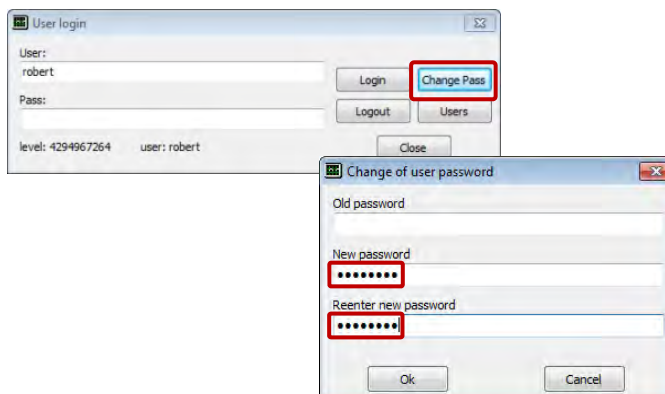 User login
User:
robert
Login
Change Pass
Pass:
Logout
Users
level: 4294967264 user: robert
Close
Change of user password
Old password
New password
••••••••
Reenter new password
••••••••
Ok
Cancel